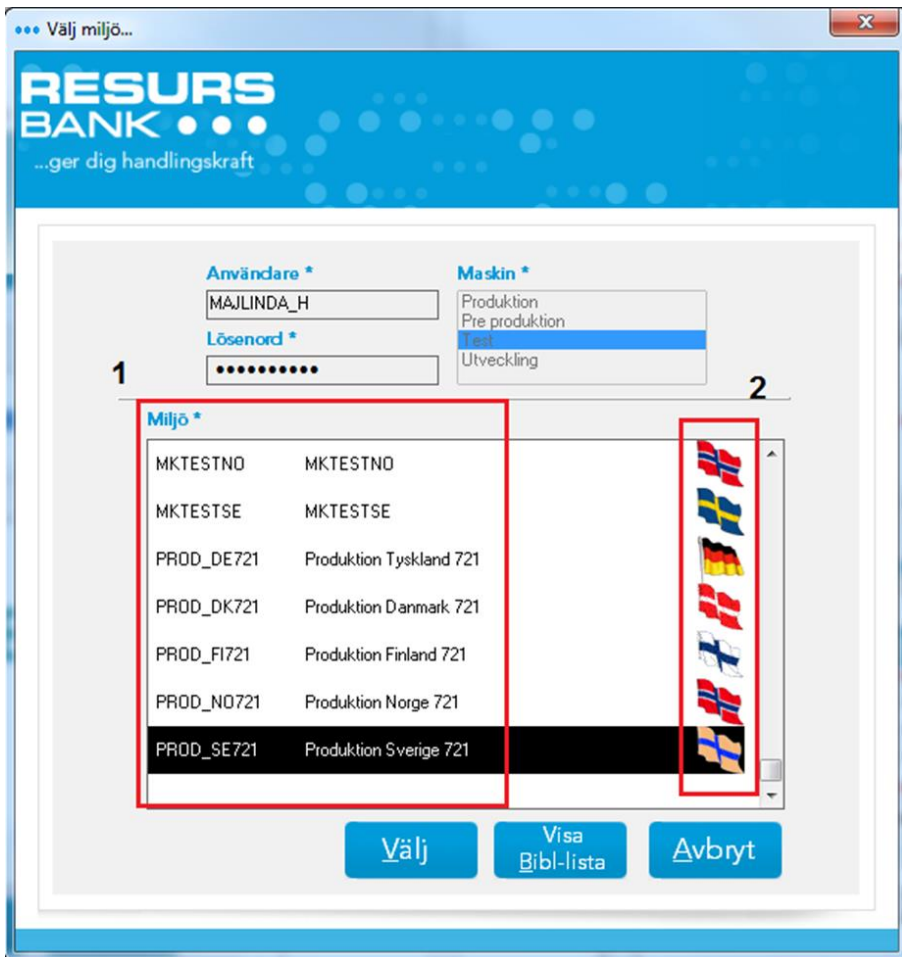 Välj miljö...
RESURS
BANK
...ger dig handlingskraft
Användare *
MAJLINDA_H
Lösenord *
Maskin *
Produktion
Pre produktion
Test
Utveckling
1
2
Miljö *
MKTESTNO MKTESTNO
MKTESTSE MKTESTSE
PROD_DE721 Produktion Tyskland 721
PROD_DK721 Produktion Danmark 721
PROD_FI721 Produktion Finland 721
PROD_NO721 Produktion Norge 721
PROD_SE721 Produktion Sverige 721
Välj
Visa
Bibl-lista
Avbryt